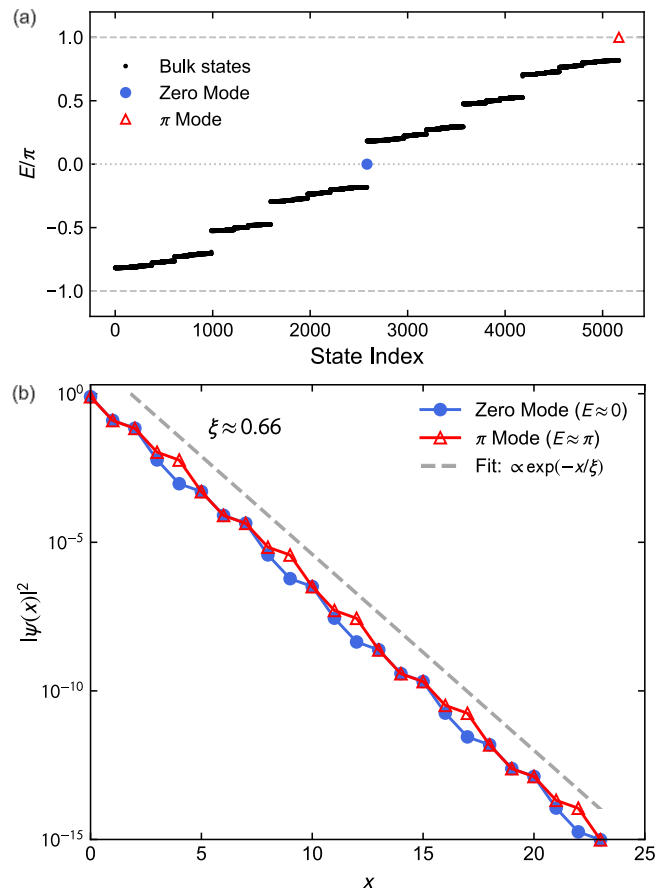 (a)
1.0
0.5
0.0
−0.5
−1.0
E/π
Bulk states
Zero Mode
π Mode
0 1000 2000 3000 4000 5000
State Index
(b)
10⁰
10⁻⁵
10⁻¹⁰
10⁻¹⁵
|ψ(x)|²
ξ≈0.66
Zero Mode (E≈0)
π Mode (E≈π)
Fit: ∝exp(−x/ξ)
0 5 10 15 20 25
x